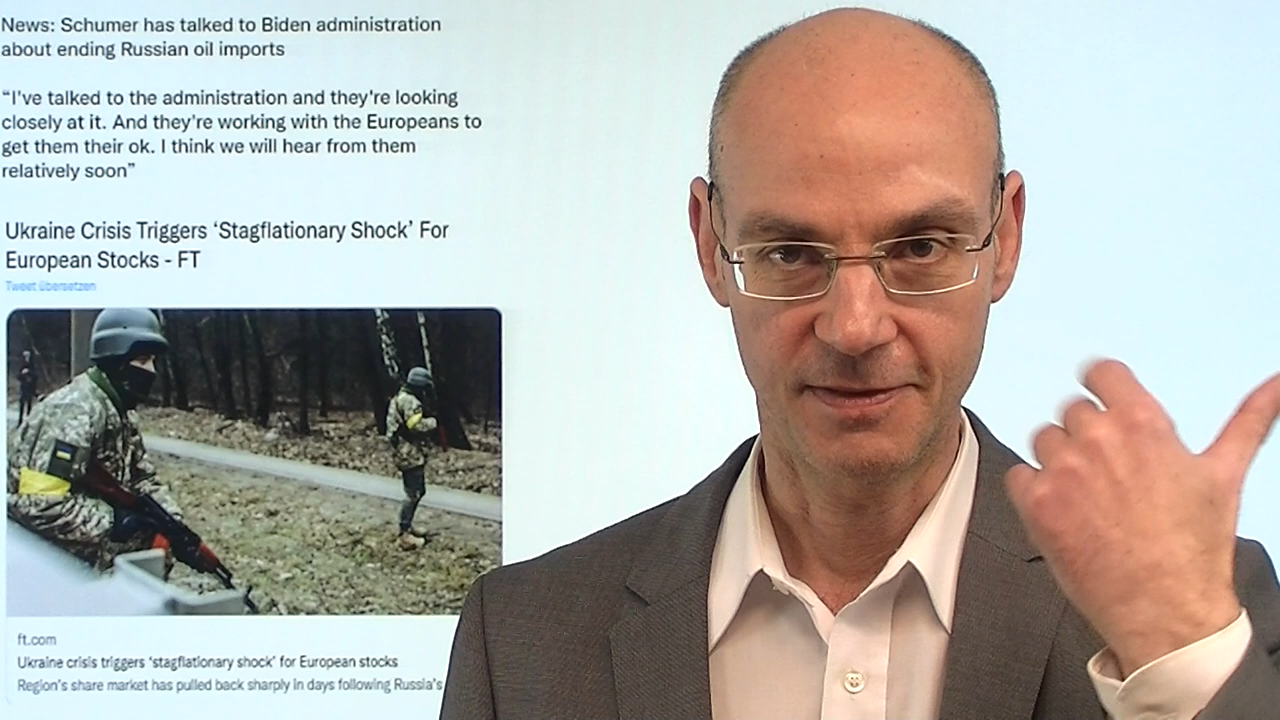 News: Schumer has talked to Biden administration
about ending Russian oil imports
“I've talked to the administration and they're looking
closely at it. And they're working with the Europeans to
get them their ok. I think we will hear from them
relatively soon”
Ukraine Crisis Triggers ‘Stagflationary Shock’ For
European Stocks - FT
Tweet übersetzen
ft.com
Ukraine crisis triggers ‘stagflationary shock’ for European stocks
Region's share market has pulled back sharply in days following Russia's